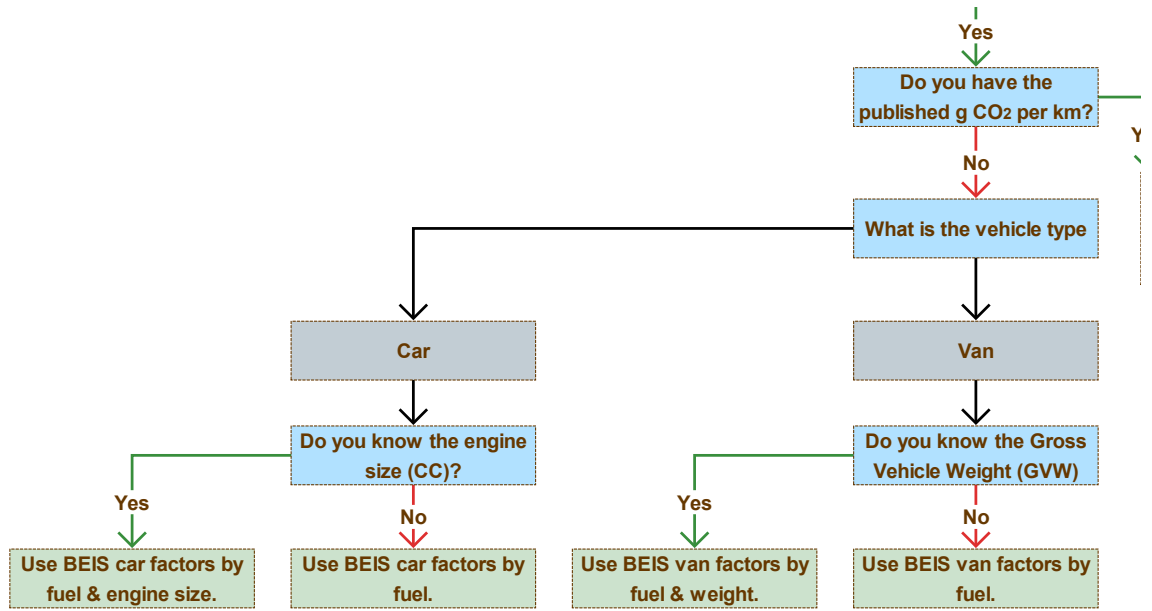 Yes
Do you have the
published g CO₂ per km?
No
What is the vehicle type
Car
Van
Do you know the engine
size (CC)?
Do you know the Gross
Vehicle Weight (GVW)
Yes
No
Yes
No
Use BEIS car factors by
fuel & engine size.
Use BEIS car factors by
fuel.
Use BEIS van factors by
fuel & weight.
Use BEIS van factors by
fuel.